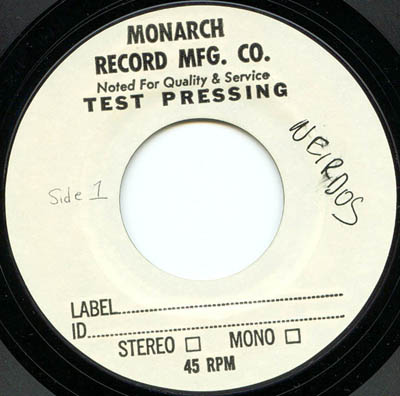 MONARCH
RECORD MFG. CO.
Noted For Quality & Service
TEST PRESSING
WEIRDOS
Side 1
LABEL
ID
STEREO □ MONO □
45 RPM